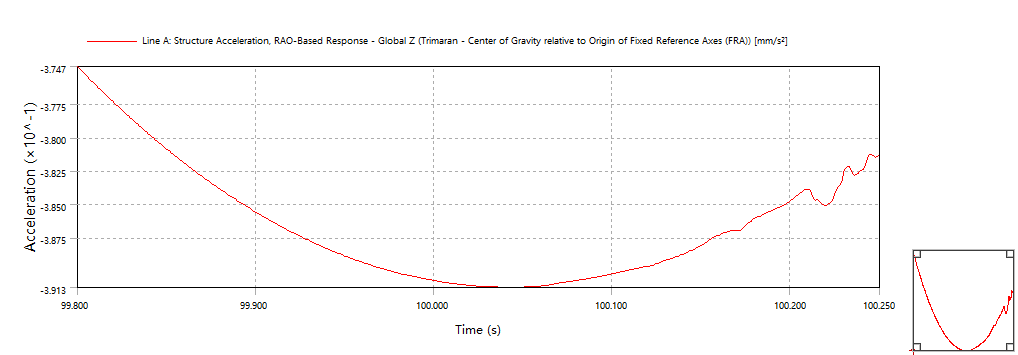 Line A: Structure Acceleration, RAO-Based Response - Global Z (Trimaran - Center of Gravity relative to Origin of Fixed Reference Axes (FRA)) [mm/s²]
Acceleration (×10^-1)
-3.747
-3.775
-3.800
-3.825
-3.850
-3.875
-3.913
99.800 99.900 100.000 100.100 100.200 100.250
Time (s)